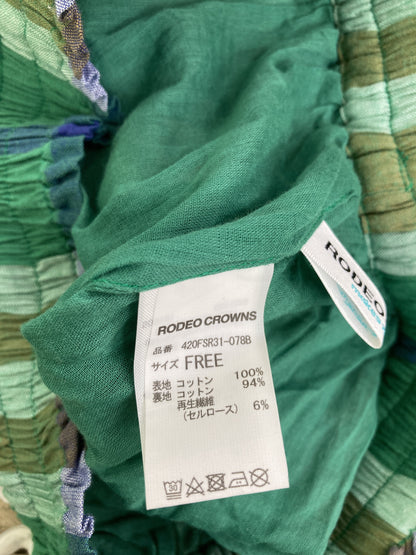 RODEO CROWNS
品番 420FSR31-078B
サイズ FREE
表地 コットン 100%
裏地 コットン 94%
再生繊維 6%
(セルロース)
30
RODEO